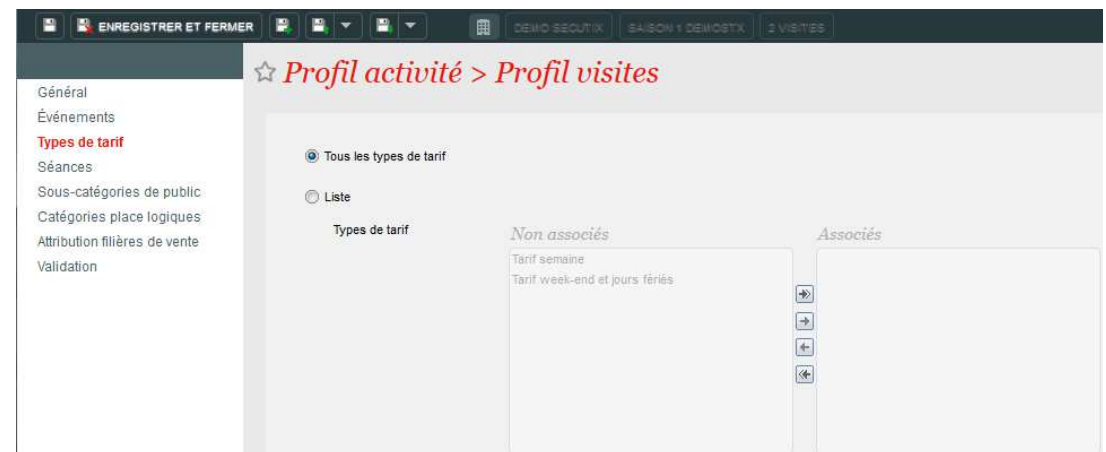 ENREGISTRER ET FERMER
DEMO SECUTIX
SAISON 1 DEMOSTX
2 VISITES
Profil activité > Profil visites
Général
Événements
Types de tarif
Séances
Sous-catégories de public
Catégories place logiques
Attribution filières de vente
Validation
Tous les types de tarif
Liste
Types de tarif
Non associés
Associés
Tarif semaine
Tarif week-end et jours fériés